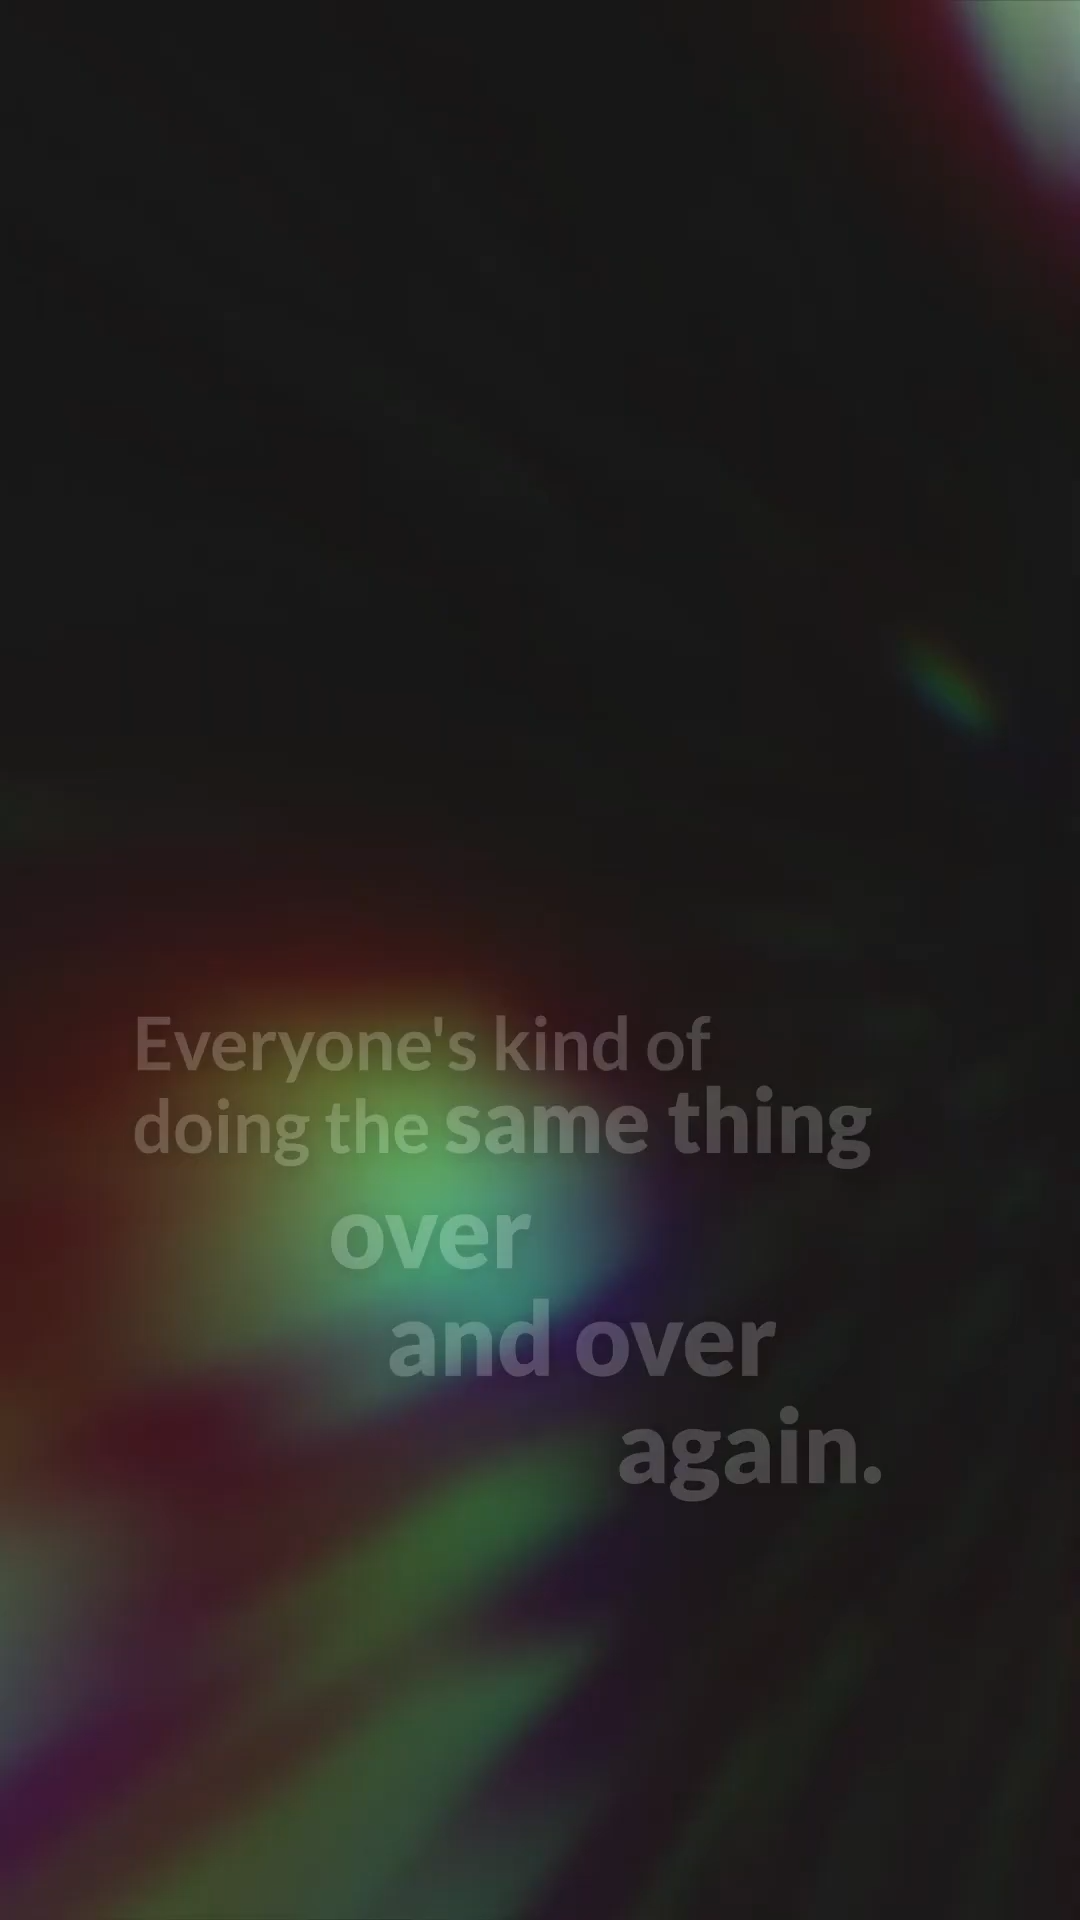 Everyone's kind of
doing the same thing
over
and over
again.